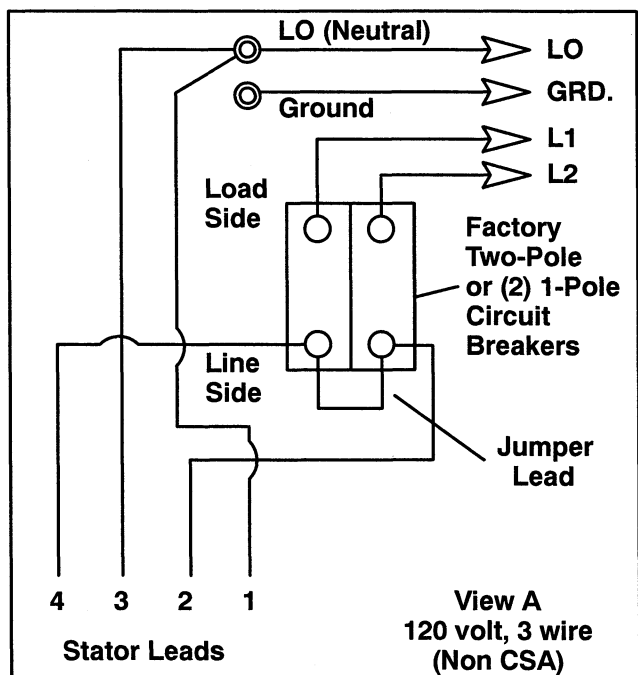 LO (Neutral)
LO
GRD.
Ground
L1
L2
Load
Side
Factory
Two-Pole
or (2) 1-Pole
Circuit
Breakers
Line
Side
Jumper
Lead
4 3 2 1
Stator Leads
View A
120 volt, 3 wire
(Non CSA)